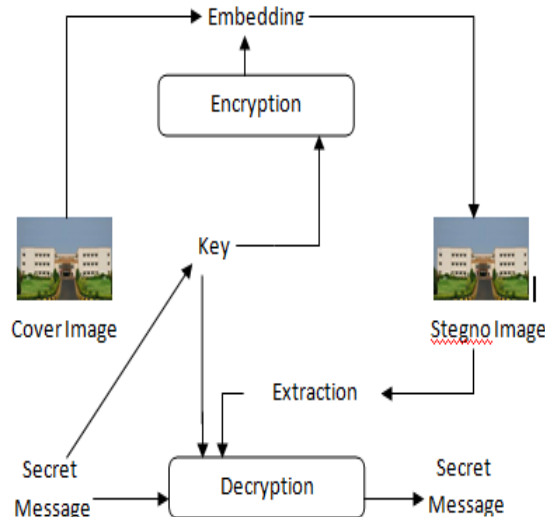 Embedding
Encryption
Key
Cover Image
Stegno Image
Extraction
Secret
Message
Decryption
Secret
Message